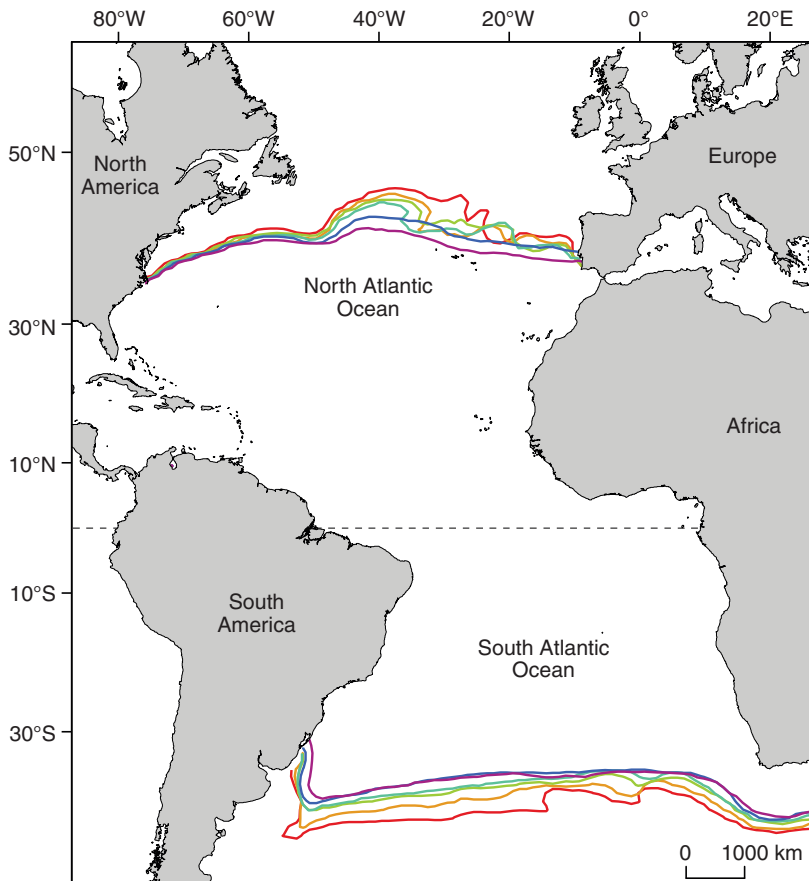 80°W 60°W 40°W 20°W 0° 20°E
50°N
North
America
Europe
North Atlantic
Ocean
30°N
Africa
10°N
10°S
South
America
South Atlantic
Ocean
30°S
0 1000 km